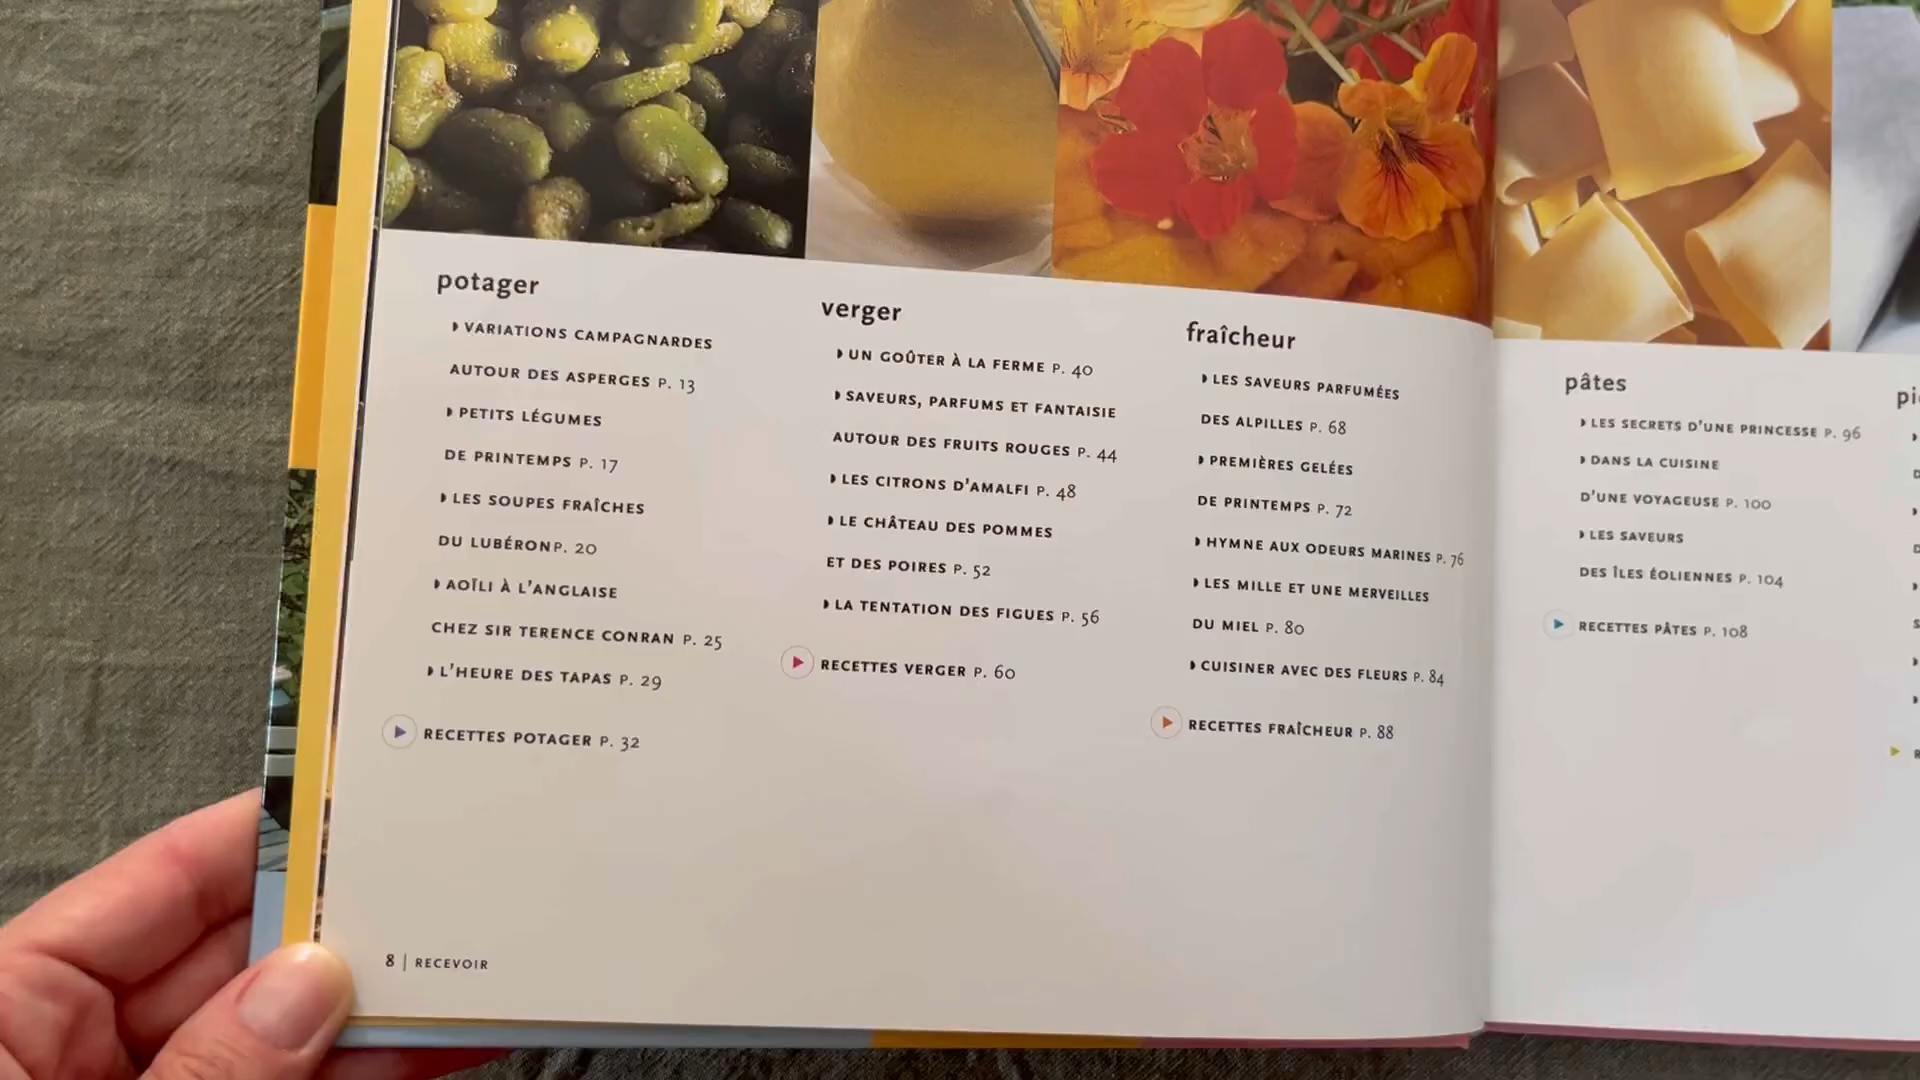 potager
VARIATIONS CAMPAGNARDES
AUTOUR DES ASPERGES P. 13
PETITS LÉGUMES
DE PRINTEMPS P. 17
LES SOUPES FRAÎCHES
DU LUBÉRONP. 20
AOÏLI À L'ANGLAISE
CHEZ SIR TERENCE CONRAN P. 25
L'HEURE DES TAPAS P. 29
RECETTES POTAGER P. 32
verger
UN GOÛTER À LA FERME P. 40
SAVEURS, PARFUMS ET FANTAISIE
AUTOUR DES FRUITS ROUGES P. 44
LES CITRONS D'AMALFI P. 48
LE CHÂTEAU DES POMMES
ET DES POIRES P. 52
LA TENTATION DES FIGUES P. 56
RECETTES VERGER P. 60
fraîcheur
LES SAVEURS PARFUMÉES
DES ALPILLES P. 68
PREMIÈRES GELÉES
DE PRINTEMPS P. 72
HYMNE AUX ODEURS MARINES P. 76
LES MILLE ET UNE MERVEILLES
DU MIEL P. 80
CUISINER AVEC DES FLEURS P. 84
RECETTES FRAÎCHEUR P. 88
pâtes
LES SECRETS D'UNE PRINCESSE P. 96
DANS LA CUISINE
D'UNE VOYAGEUSE P. 100
LES SAVEURS
DES ÎLES ÉOLIENNES P. 104
RECETTES PÂTES P. 108
8 | RECEVOIR